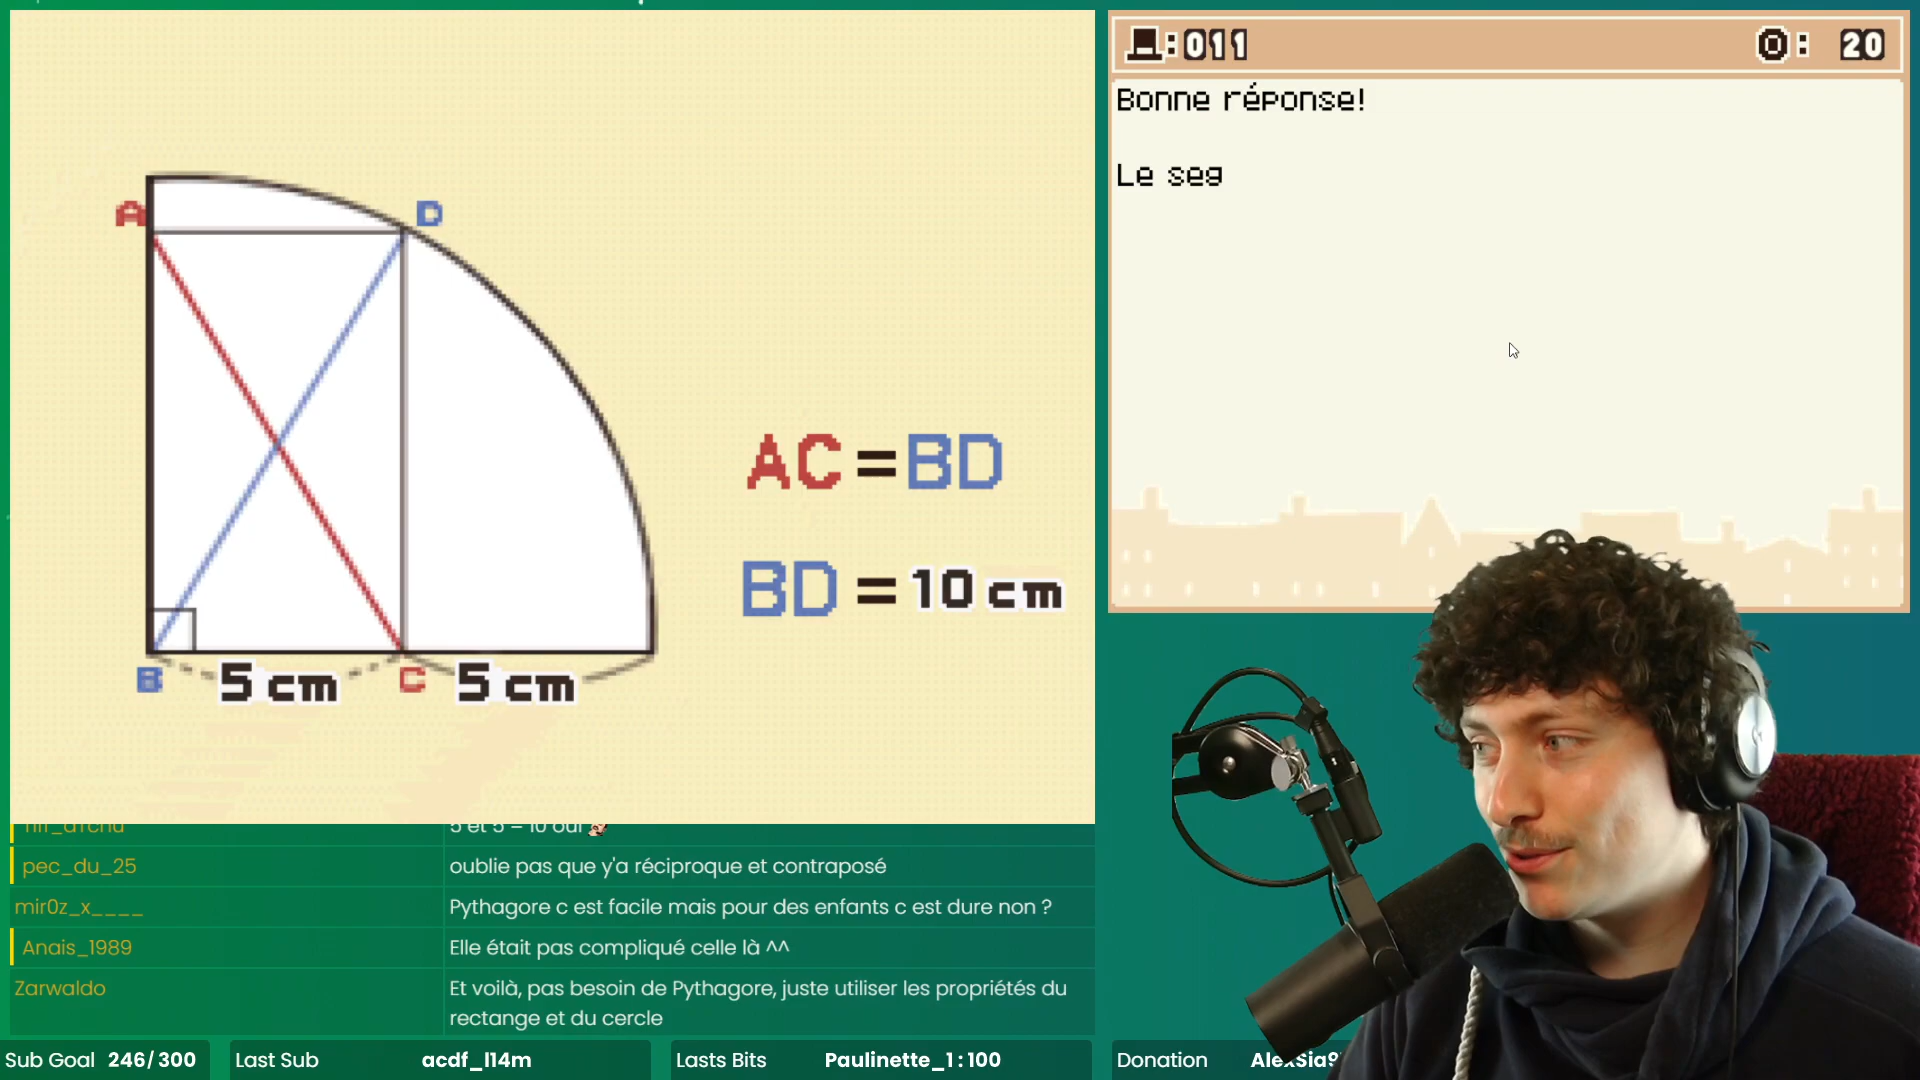 :011
: 20
Bonne réponse!
Le seg
A
D
AC=BD
BD=10 cm
B
5 cm
C
5 cm
pec_du_25
oublie pas que y'a réciproque et contraposé
mir0z_x____
Pythagore c est facile mais pour des enfants c est dure non ?
Anais_1989
Elle était pas compliqué celle là ^^
Zarwaldo
Et voilà, pas besoin de Pythagore, juste utiliser les propriétés du
rectange et du cercle
Sub Goal 246/300
Last Sub acdf_l14m
Lasts Bits Paulinette_1 : 100
Donation